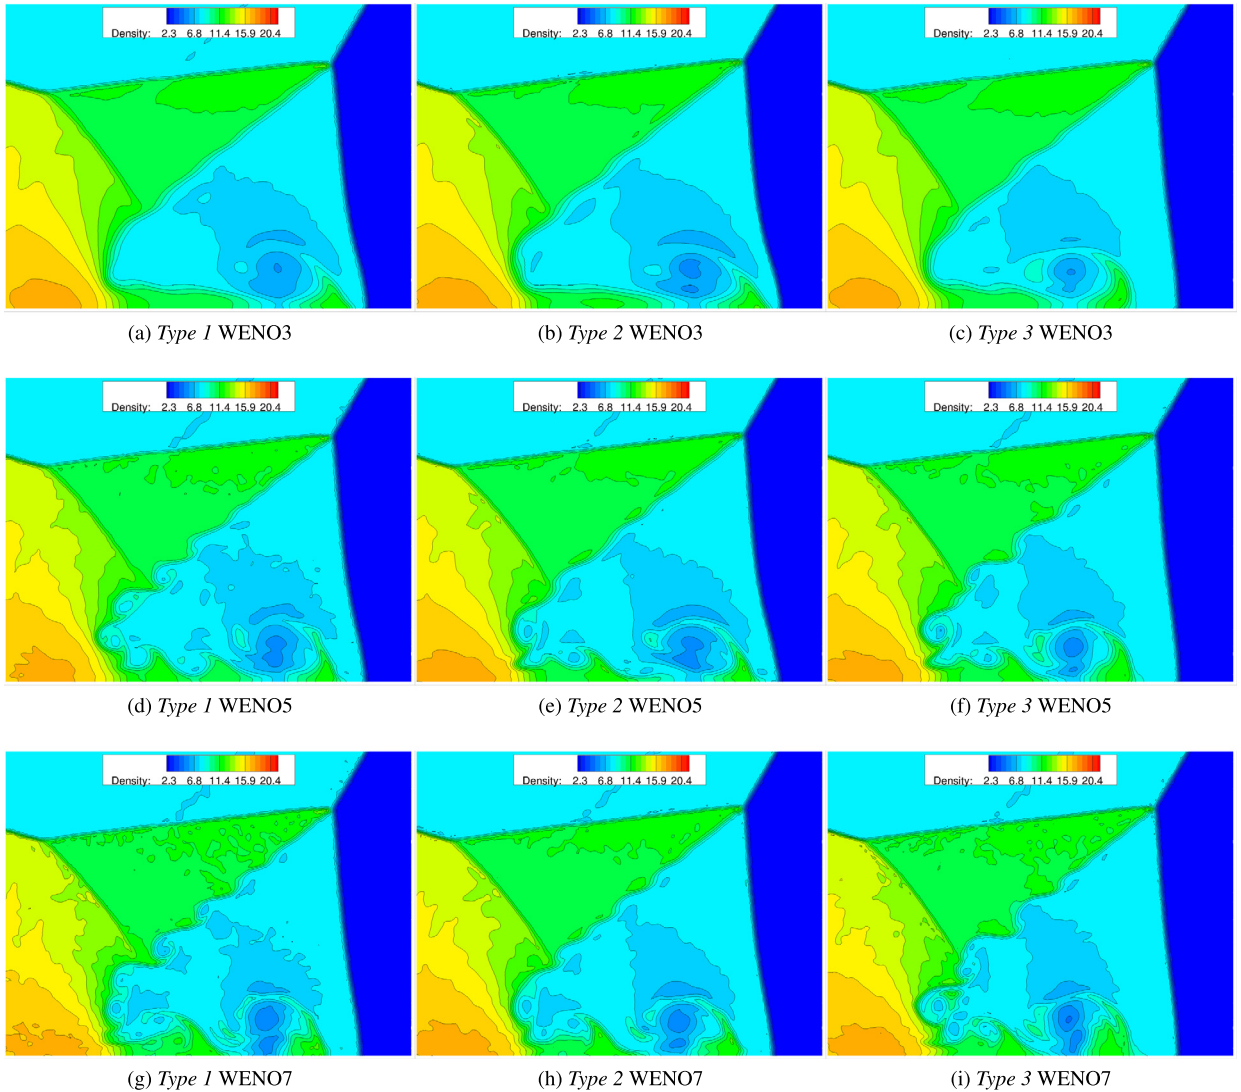 Density: 2.3 6.8 11.4 15.9 20.4
Density: 2.3 6.8 11.4 15.9 20.4
Density: 2.3 6.8 11.4 15.9 20.4
(a) Type 1 WENO3
(b) Type 2 WENO3
(c) Type 3 WENO3
Density: 2.3 6.8 11.4 15.9 20.4
Density: 2.3 6.8 11.4 15.9 20.4
Density: 2.3 6.8 11.4 15.9 20.4
(d) Type 1 WENO5
(e) Type 2 WENO5
(f) Type 3 WENO5
Density: 2.3 6.8 11.4 15.9 20.4
Density: 2.3 6.8 11.4 15.9 20.4
Density: 2.3 6.8 11.4 15.9 20.4
(g) Type 1 WENO7
(h) Type 2 WENO7
(i) Type 3 WENO7